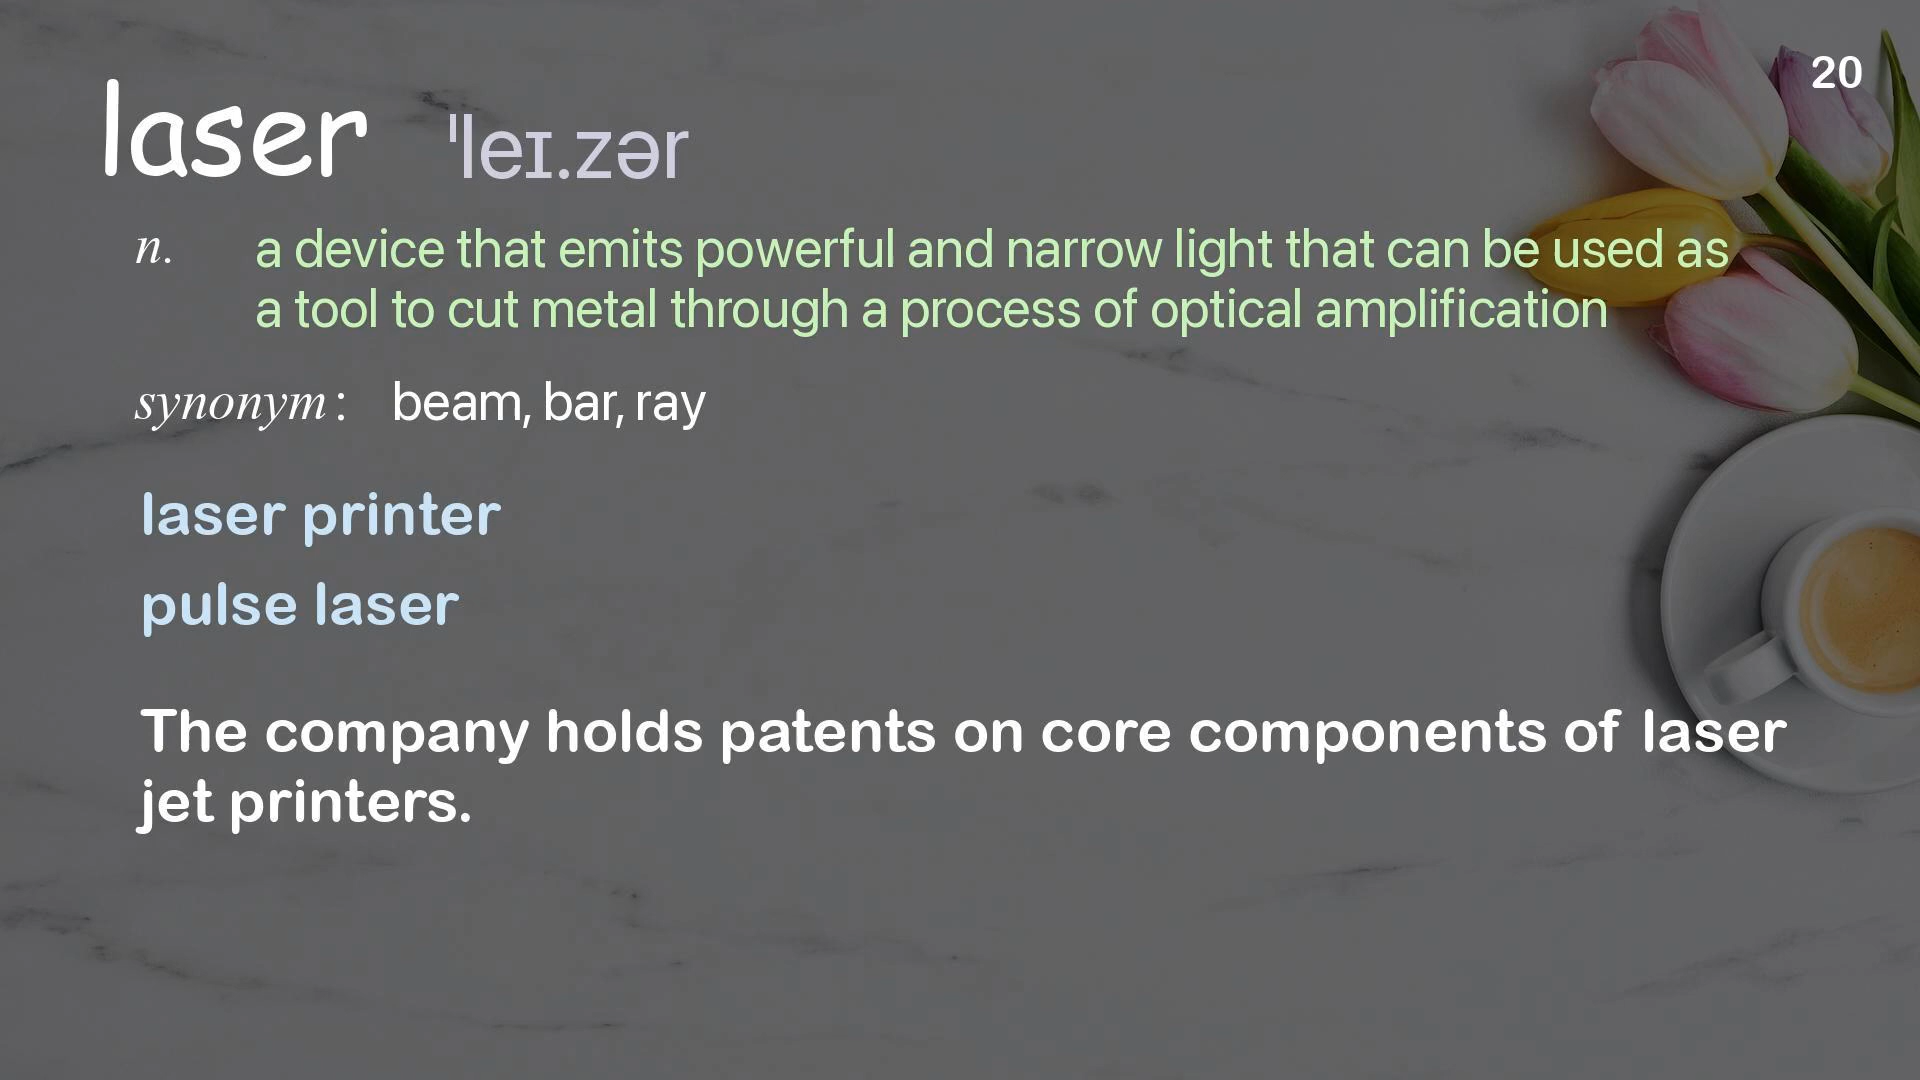 20
laser ˈleɪ.zər
n. a device that emits powerful and narrow light that can be used as
a tool to cut metal through a process of optical amplification
synonym: beam, bar, ray
laser printer
pulse laser
The company holds patents on core components of laser
jet printers.